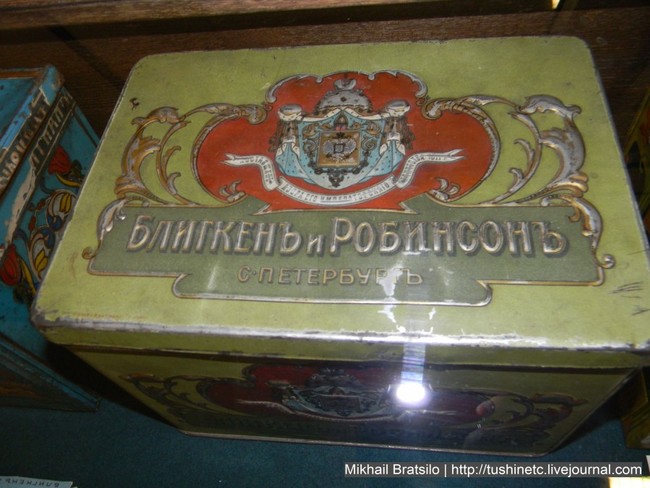 БЛИГКЕНЪ и РОБИНСОНЪ
С·ПЕТЕРБУРГЪ
Mikhail Bratsilo | http://tushinetc.livejournal.com